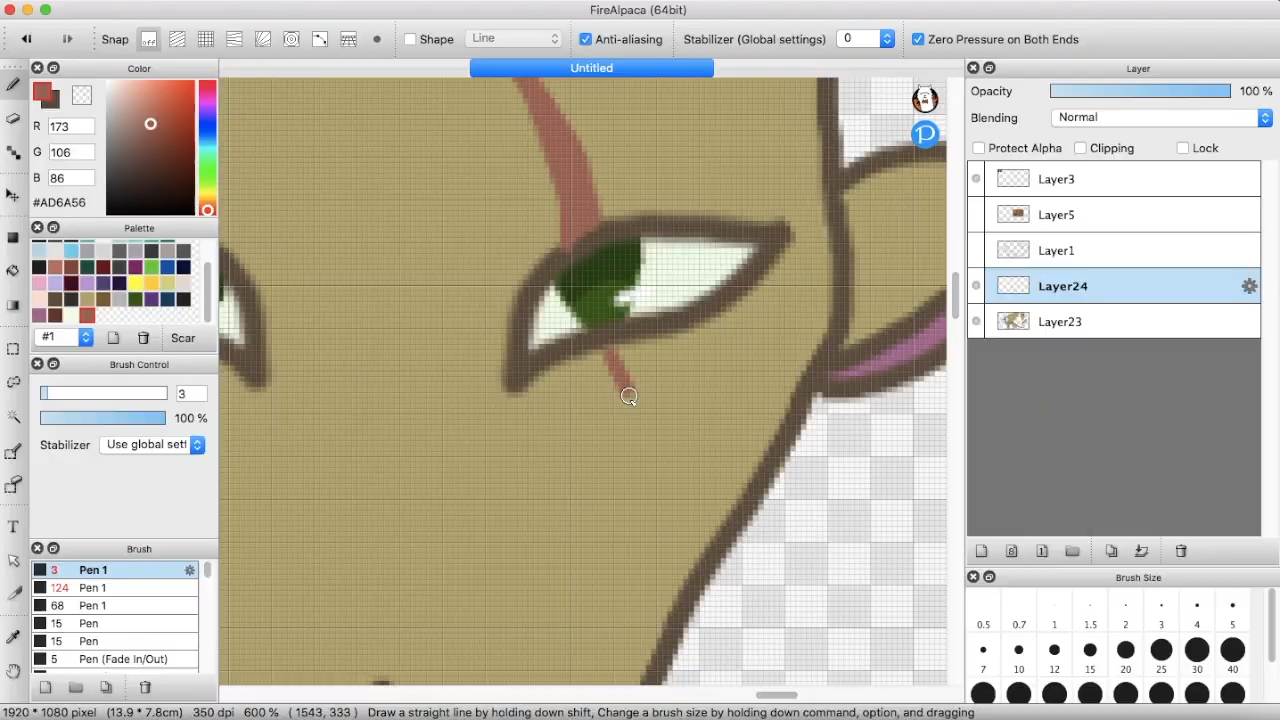 FireAlpaca (64bit)
Snap
off
Shape
Line
Anti-aliasing
Stabilizer (Global settings)
0
Zero Pressure on Both Ends
Color
Untitled
Layer
R 173
G 106
B 86
#AD6A56
Opacity 100 %
Blending Normal
Protect Alpha
Clipping
Lock
Layer3
Layer5
Layer1
Layer24
Layer23
Palette
#1
Scar
Brush Control
3
100 %
Stabilizer Use global sett
Brush
3 Pen 1
124 Pen 1
68 Pen 1
15 Pen
15 Pen
5 Pen (Fade In/Out)
T
Brush Size
0.5 0.7 1 1.5 2 3 4 5
7 10 12 15 20 25 30 40
1920 * 1080 pixel (13.9 * 7.8cm) 350 dpi 600 % ( 1543, 333 ) Draw a straight line by holding down shift, Change a brush size by holding down command, option, and dragging